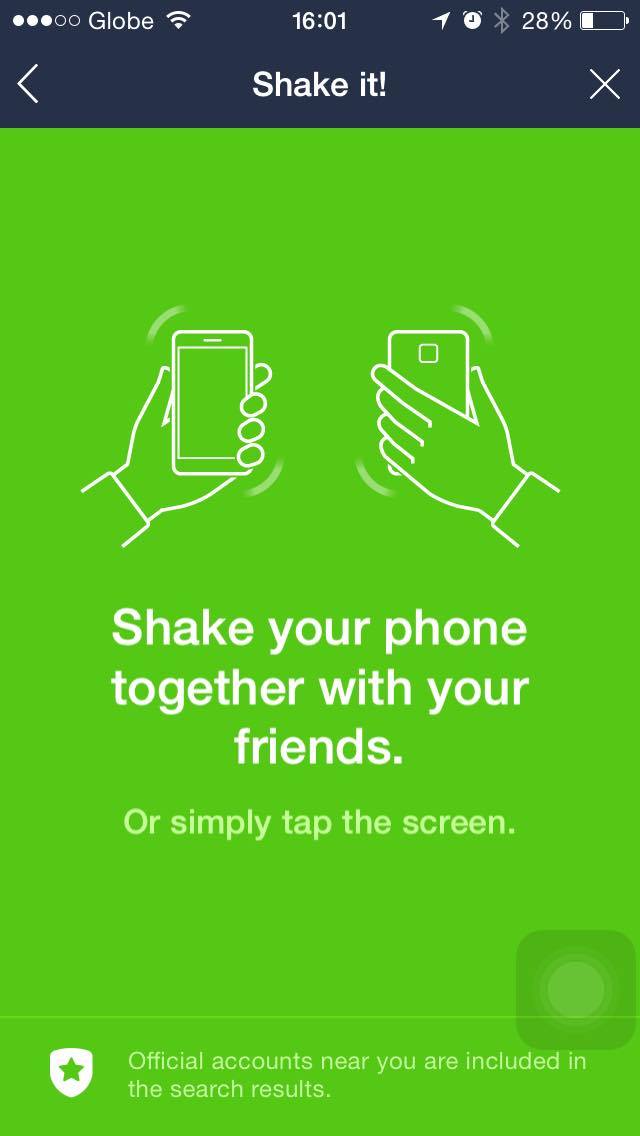 Globe 16:01 28%
Shake it!
Shake your phone
together with your
friends.
Or simply tap the screen.
Official accounts near you are included in
the search results.